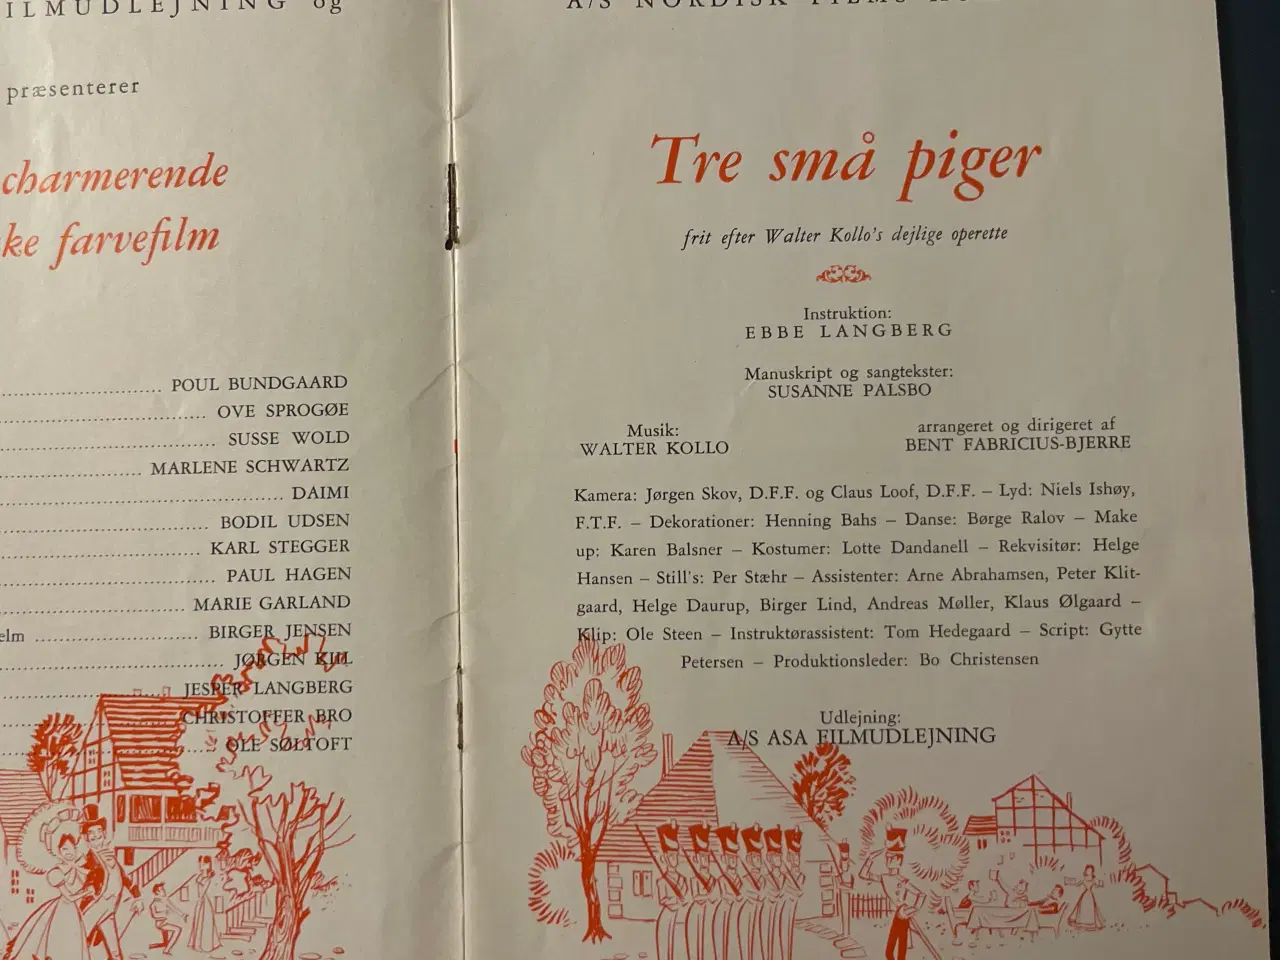 FILMUDLEJNING og
præsenterer
charmerende
ke farvefilm
POUL BUNDGAARD
OVE SPROGØE
SUSSE WOLD
MARLENE SCHWARTZ
DAIMI
BODIL UDSEN
KARL STEGGER
PAUL HAGEN
MARIE GARLAND
elm BIRGER JENSEN
JØRGEN KIIL
JESPER LANGBERG
CHRISTOFFER BRO
OLE SØLTOFT
A/S NORDISK FILMS
Tre små piger
frit efter Walter Kollo's dejlige operette
Instruktion:
EBBE LANGBERG
Manuskript og sangtekster:
SUSANNE PALSBO
Musik:
WALTER KOLLO
arrangeret og dirigeret af
BENT FABRICIUS-BJERRE
Kamera: Jørgen Skov, D.F.F. og Claus Loof, D.F.F. – Lyd: Niels Ishøy,
F.T.F. – Dekorationer: Henning Bahs – Danse: Børge Ralov – Make
up: Karen Balsner – Kostumer: Lotte Dandanell – Rekvisitør: Helge
Hansen – Still's: Per Stæhr – Assistenter: Arne Abrahamsen, Peter Klit-
gaard, Helge Daurup, Birger Lind, Andreas Møller, Klaus Ølgaard –
Klip: Ole Steen – Instruktørassistent: Tom Hedegaard – Script: Gytte
Petersen – Produktionsleder: Bo Christensen
Udlejning:
A/S ASA FILMUDLEJNING